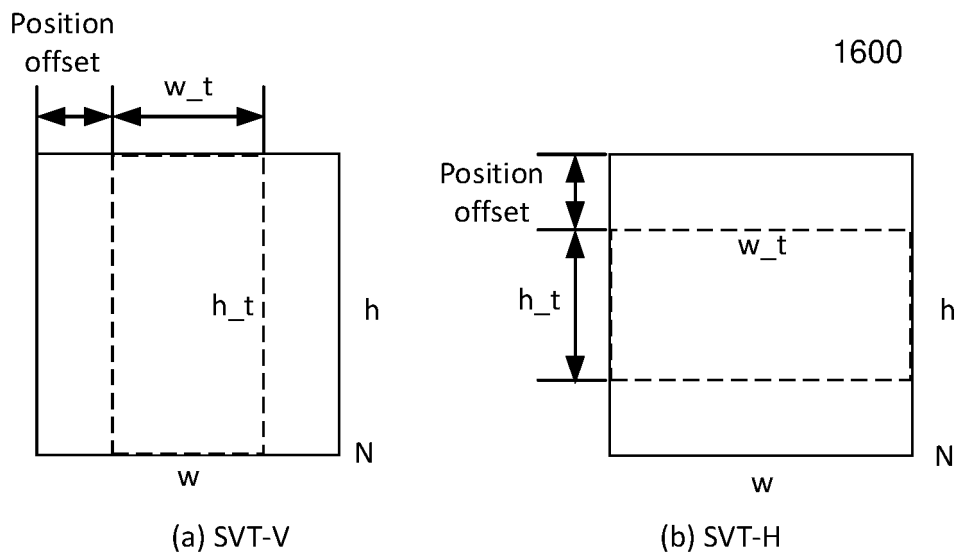 Position
offset
w_t
1600
h_t
h
N
w
(a) SVT-V
Position
offset
w_t
h_t
h
N
w
(b) SVT-H